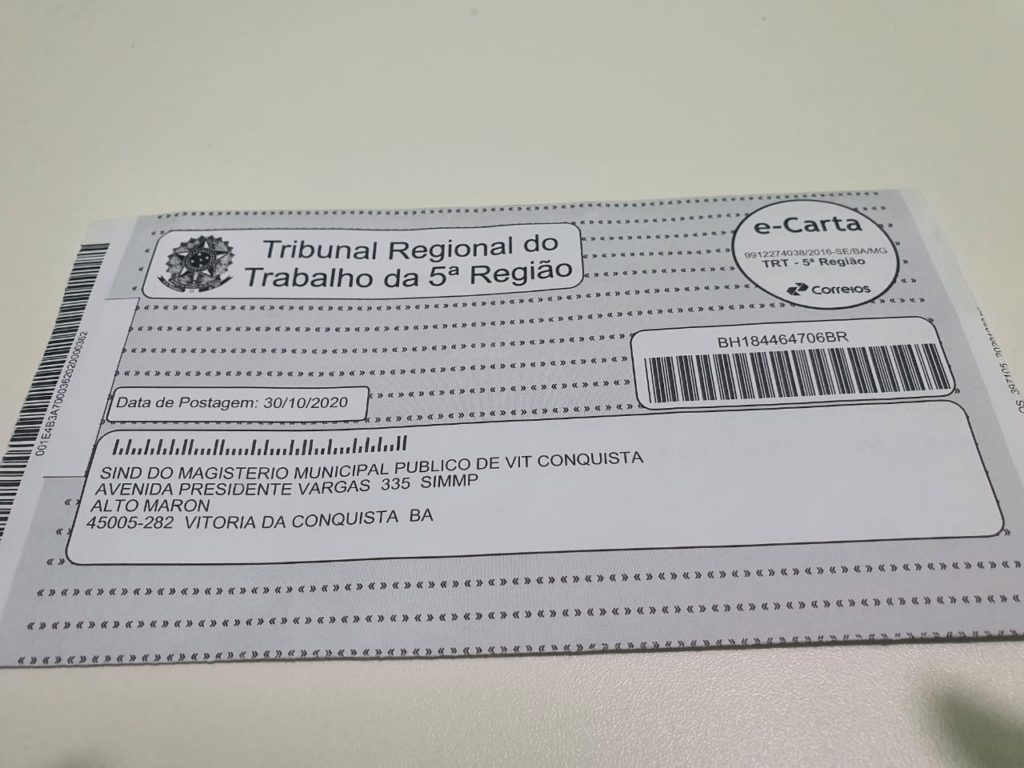 Tribunal Regional do
Trabalho da 5ª Região
e-Carta
9912274038/2016-SE/BA/MG
TRT - 5ª Região
Correios
BH184464706BR
Data de Postagem: 30/10/2020
SIND DO MAGISTERIO MUNICIPAL PUBLICO DE VIT CONQUISTA
AVENIDA PRESIDENTE VARGAS 335 SIMMP
ALTO MARON
45005-282 VITORIA DA CONQUISTA BA